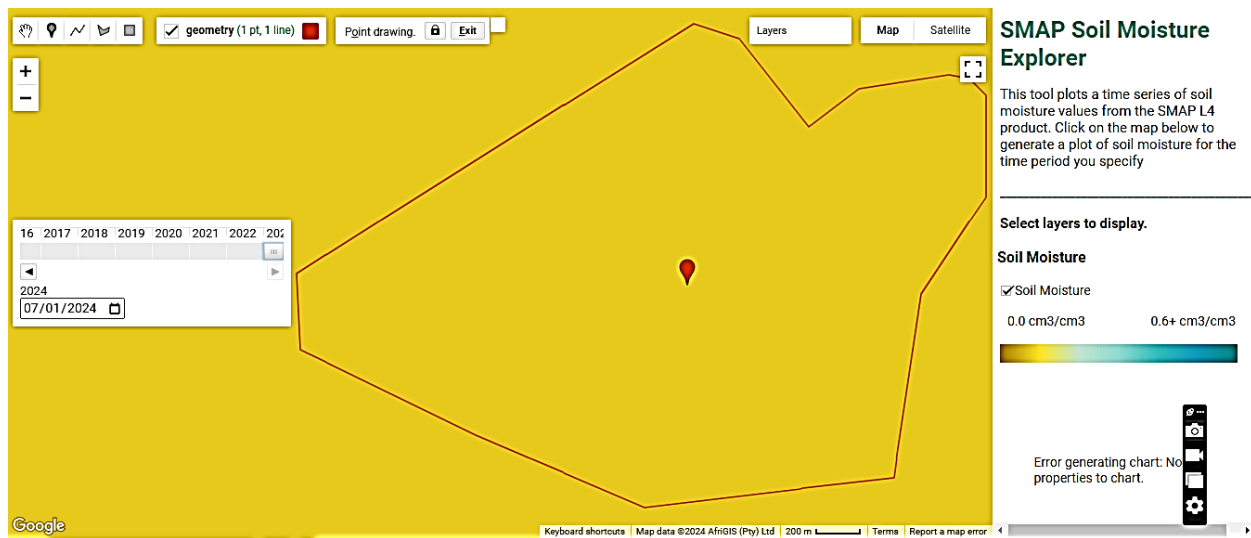 geometry (1 pt, 1 line)
Point drawing.
Exit
Layers
Map
Satellite
16 2017 2018 2019 2020 2021 2022
2024
07/01/2024
SMAP Soil Moisture
Explorer
This tool plots a time series of soil
moisture values from the SMAP L4
product. Click on the map below to
generate a plot of soil moisture for the
time period you specify
Select layers to display.
Soil Moisture
Soil Moisture
0.0 cm3/cm3
0.6+ cm3/cm3
Error generating chart: No
properties to chart.
Google
Keyboard shortcuts
Map data ©2024 AfriGIS (Pty) Ltd
200 m
Terms
Report a map error